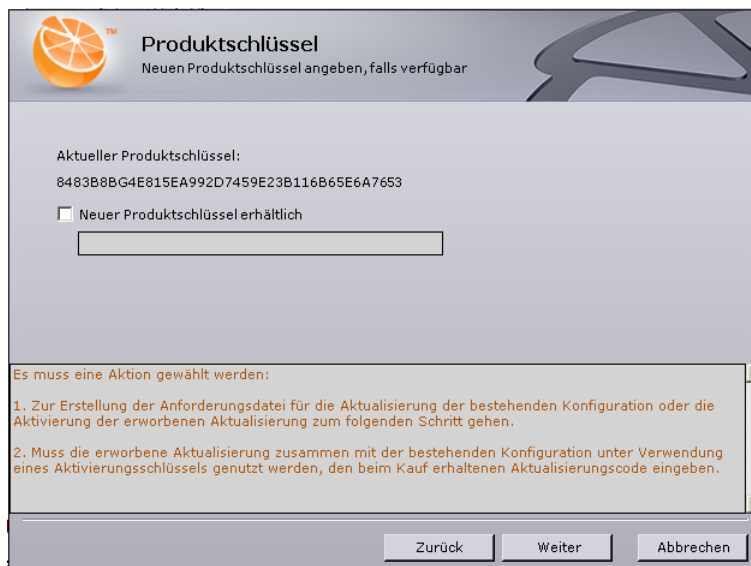 TM
Produktschlüssel
Neuen Produktschlüssel angeben, falls verfügbar
Aktueller Produktschlüssel:
8483B8BG4E815EA992D7459E23B116B65E6A7653
Neuer Produktschlüssel erhältlich
Es muss eine Aktion gewählt werden:
1. Zur Erstellung der Anforderungsdatei für die Aktualisierung der bestehenden Konfiguration oder die
Aktivierung der erworbenen Aktualisierung zum folgenden Schritt gehen.
2. Muss die erworbene Aktualisierung zusammen mit der bestehenden Konfiguration unter Verwendung
eines Aktivierungsschlüssels genutzt werden, den beim Kauf erhaltenen Aktualisierungscode eingeben.
Zurück Weiter Abbrechen